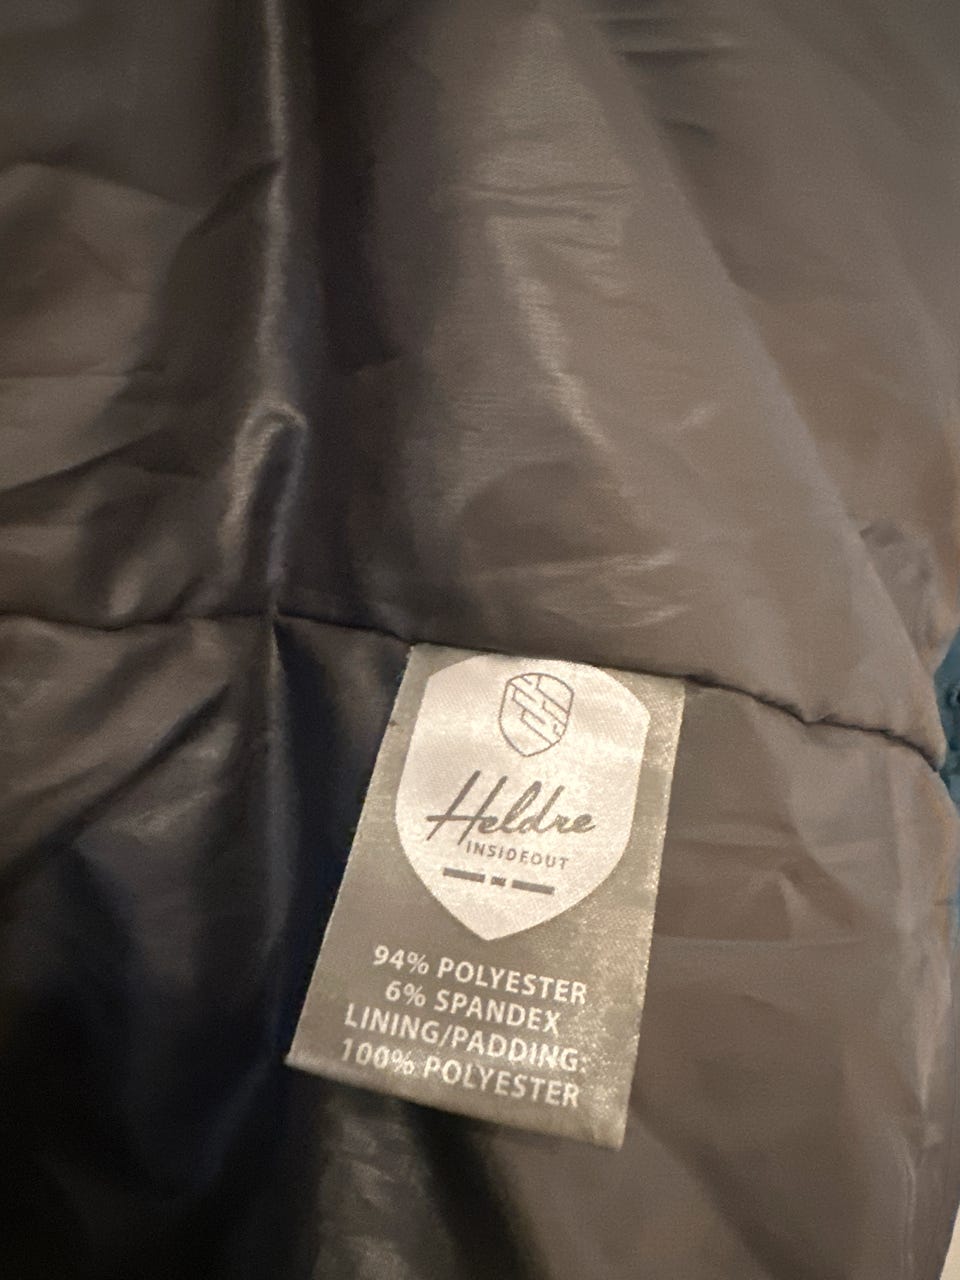 Heldre
INSIDEOUT
94% POLYESTER
6% SPANDEX
LINING/PADDING:
100% POLYESTER